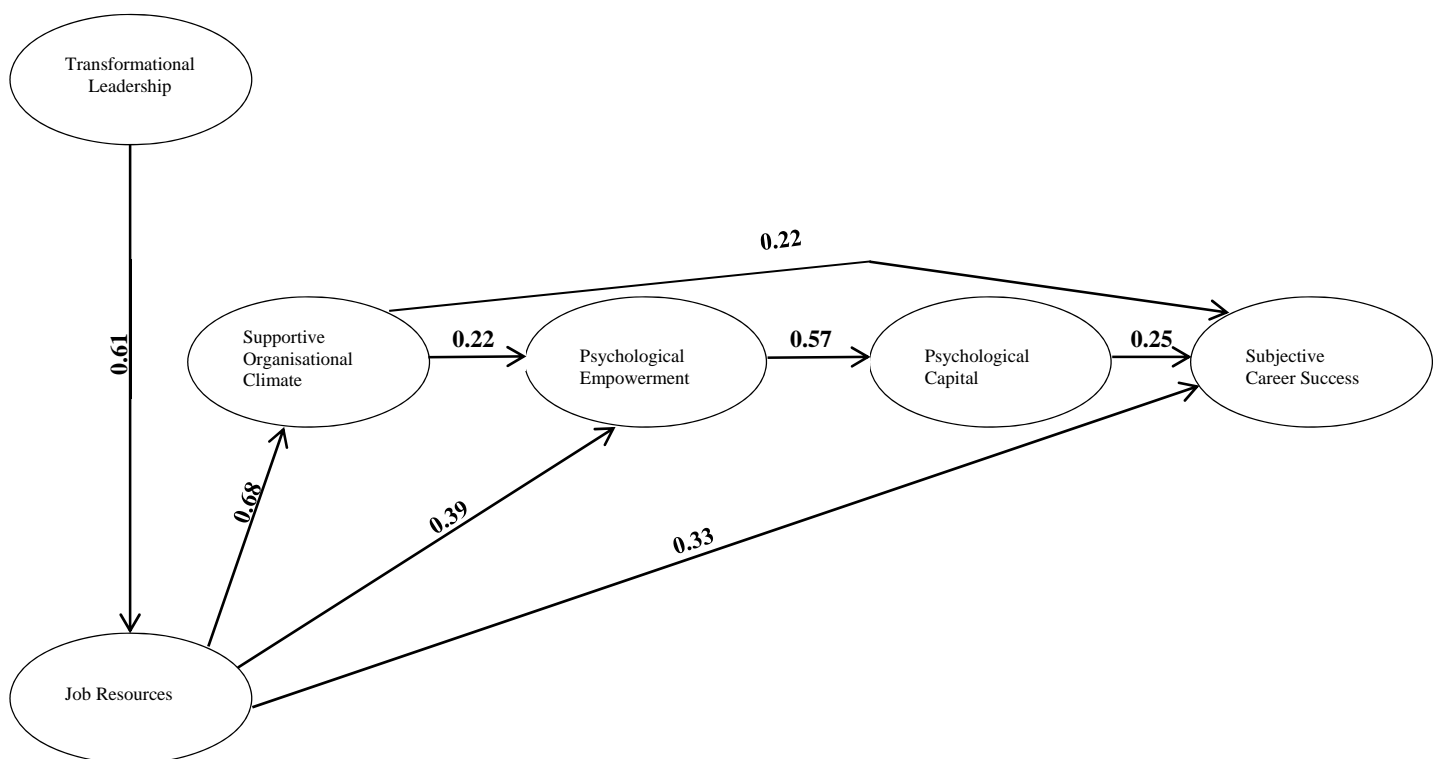 Transformational
Leadership
0.61
0.22
Supportive
Organisational
Climate
0.22
Psychological
Empowerment
0.57
Psychological
Capital
0.25
Subjective
Career Success
0.68
0.39
0.33
Job Resources